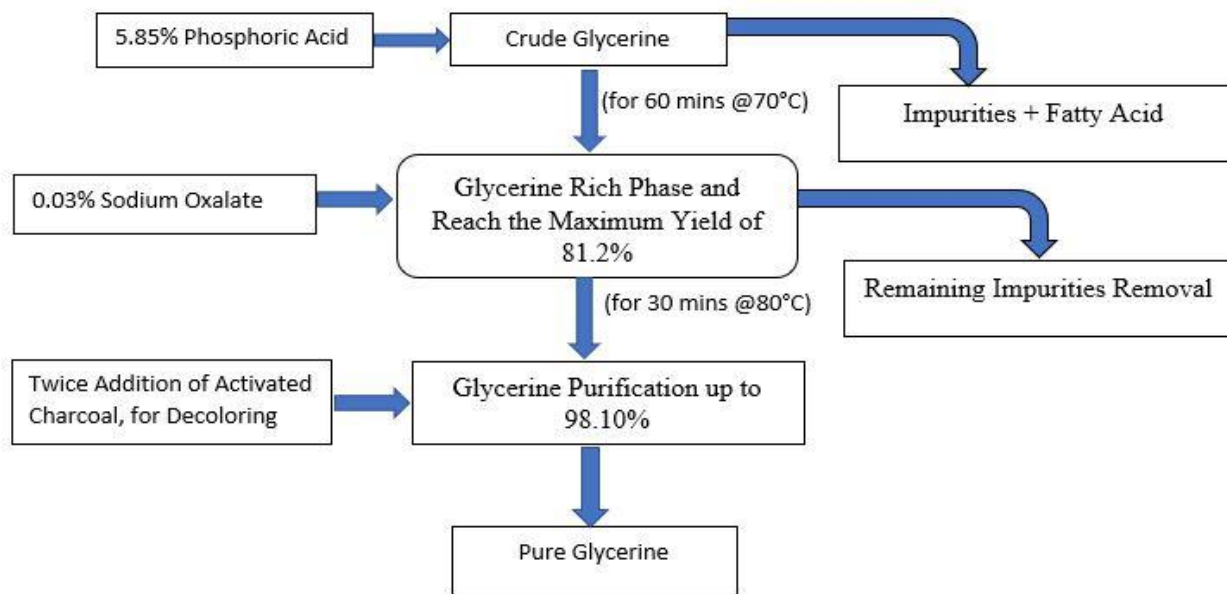 5.85% Phosphoric Acid
Crude Glycerine
(for 60 mins @70°C)
Impurities + Fatty Acid
0.03% Sodium Oxalate
Glycerine Rich Phase and
Reach the Maximum Yield of
81.2%
Remaining Impurities Removal
(for 30 mins @80°C)
Twice Addition of Activated
Charcoal, for Decoloring
Glycerine Purification up to
98.10%
Pure Glycerine